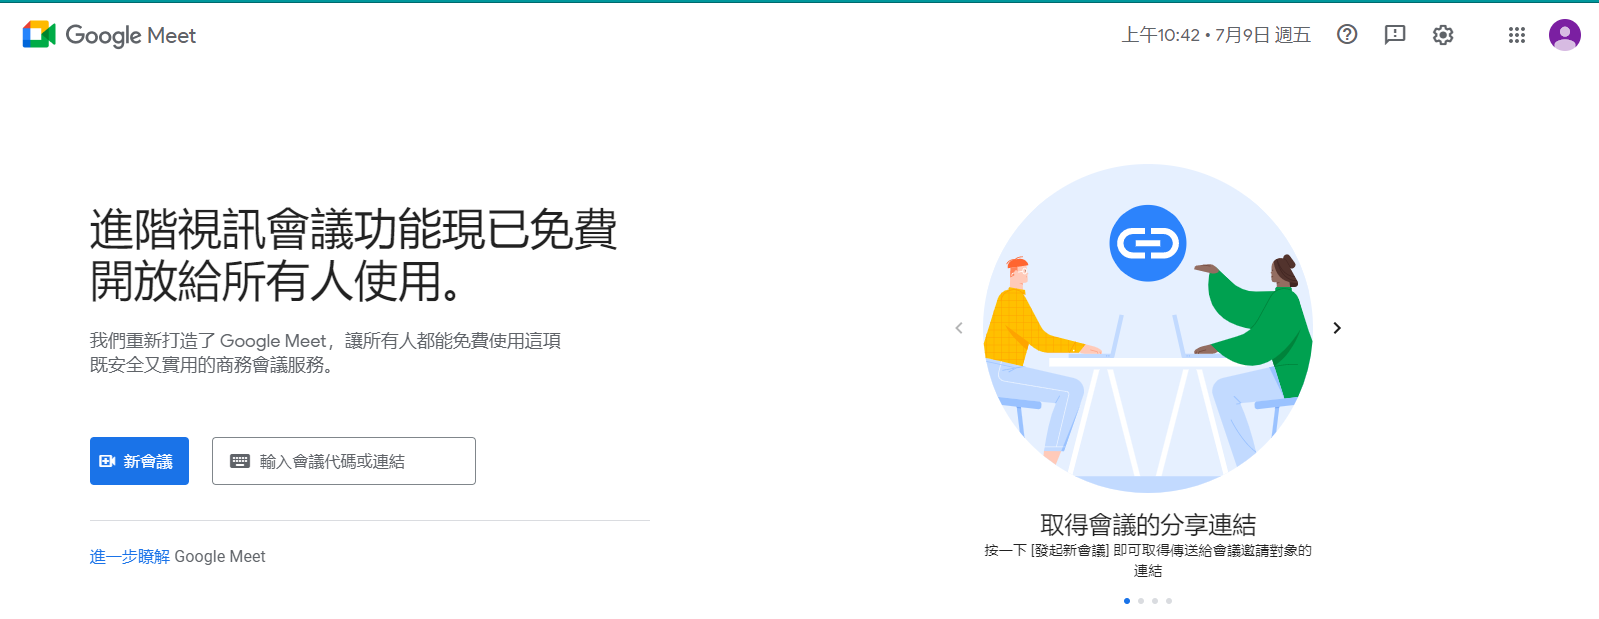 Google Meet
上午10:42 • 7月9日 週五
進階視訊會議功能現已免費
開放給所有人使用。
我們重新打造了 Google Meet，讓所有人都能免費使用這項
既安全又實用的商務會議服務。
新會議
輸入會議代碼或連結
進一步瞭解 Google Meet
取得會議的分享連結
按一下 [發起新會議] 即可取得傳送給會議邀請對象的
連結